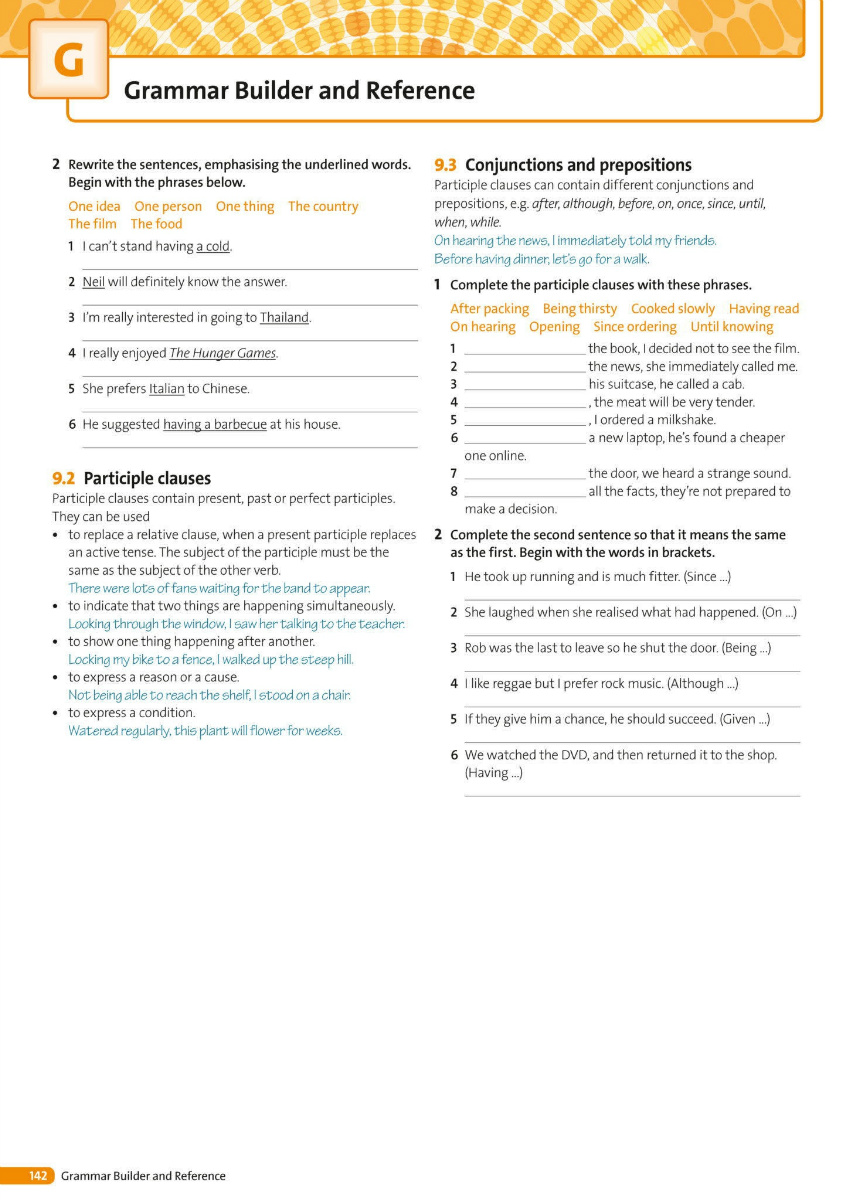 G
Grammar Builder and Reference
2 Rewrite the sentences, emphasising the underlined words.
Begin with the phrases below.
One idea One person One thing The country
The film The food
1 I can't stand having a cold.
2 Neil will definitely know the answer.
3 I'm really interested in going to Thailand.
4 I really enjoyed The Hunger Games.
5 She prefers Italian to Chinese.
6 He suggested having a barbecue at his house.
9.2 Participle clauses
Participle clauses contain present, past or perfect participles.
They can be used
• to replace a relative clause, when a present participle replaces
an active tense. The subject of the participle must be the
same as the subject of the other verb.
There were lots of fans waiting for the band to appear.
• to indicate that two things are happening simultaneously.
Looking through the window, I saw her talking to the teacher.
• to show one thing happening after another.
Locking my bike to a fence, I walked up the steep hill.
• to express a reason or a cause.
Not being able to reach the shelf, I stood on a chair.
• to express a condition.
Watered regularly, this plant will flower for weeks.
9.3 Conjunctions and prepositions
Participle clauses can contain different conjunctions and
prepositions, e.g. after, although, before, on, once, since, until,
when, while.
On hearing the news, I immediately told my friends.
Before having dinner, let's go for a walk.
1 Complete the participle clauses with these phrases.
After packing Being thirsty Cooked slowly Having read
On hearing Opening Since ordering Until knowing
1 ____ the book, I decided not to see the film.
2 ____ the news, she immediately called me.
3 ____ his suitcase, he called a cab.
4 ____ , the meat will be very tender.
5 ____ , I ordered a milkshake.
6 ____ a new laptop, he's found a cheaper
one online.
7 ____ the door, we heard a strange sound.
8 ____ all the facts, they're not prepared to
make a decision.
2 Complete the second sentence so that it means the same
as the first. Begin with the words in brackets.
1 He took up running and is much fitter. (Since ...)
2 She laughed when she realised what had happened. (On ...)
3 Rob was the last to leave so he shut the door. (Being ...)
4 I like reggae but I prefer rock music. (Although ...)
5 If they give him a chance, he should succeed. (Given ...)
6 We watched the DVD, and then returned it to the shop.
(Having ...)
142 Grammar Builder and Reference